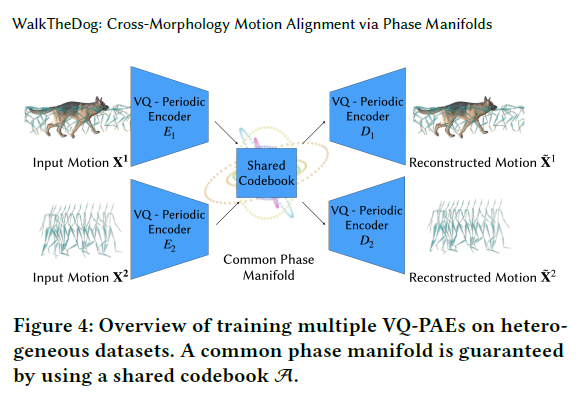 WalkTheDog: Cross-Morphology Motion Alignment via Phase Manifolds
VQ - Periodic
Encoder
E₁
VQ - Periodic
Encoder
D₁
Input Motion X¹
Shared
Codebook
Reconstructed Motion X̃¹
VQ - Periodic
Encoder
E₂
VQ - Periodic
Encoder
D₂
Common Phase
Manifold
Input Motion X²
Reconstructed Motion X̃²
Figure 4: Overview of training multiple VQ-PAEs on hetero-
geneous datasets. A common phase manifold is guaranteed
by using a shared codebook 𝒜.